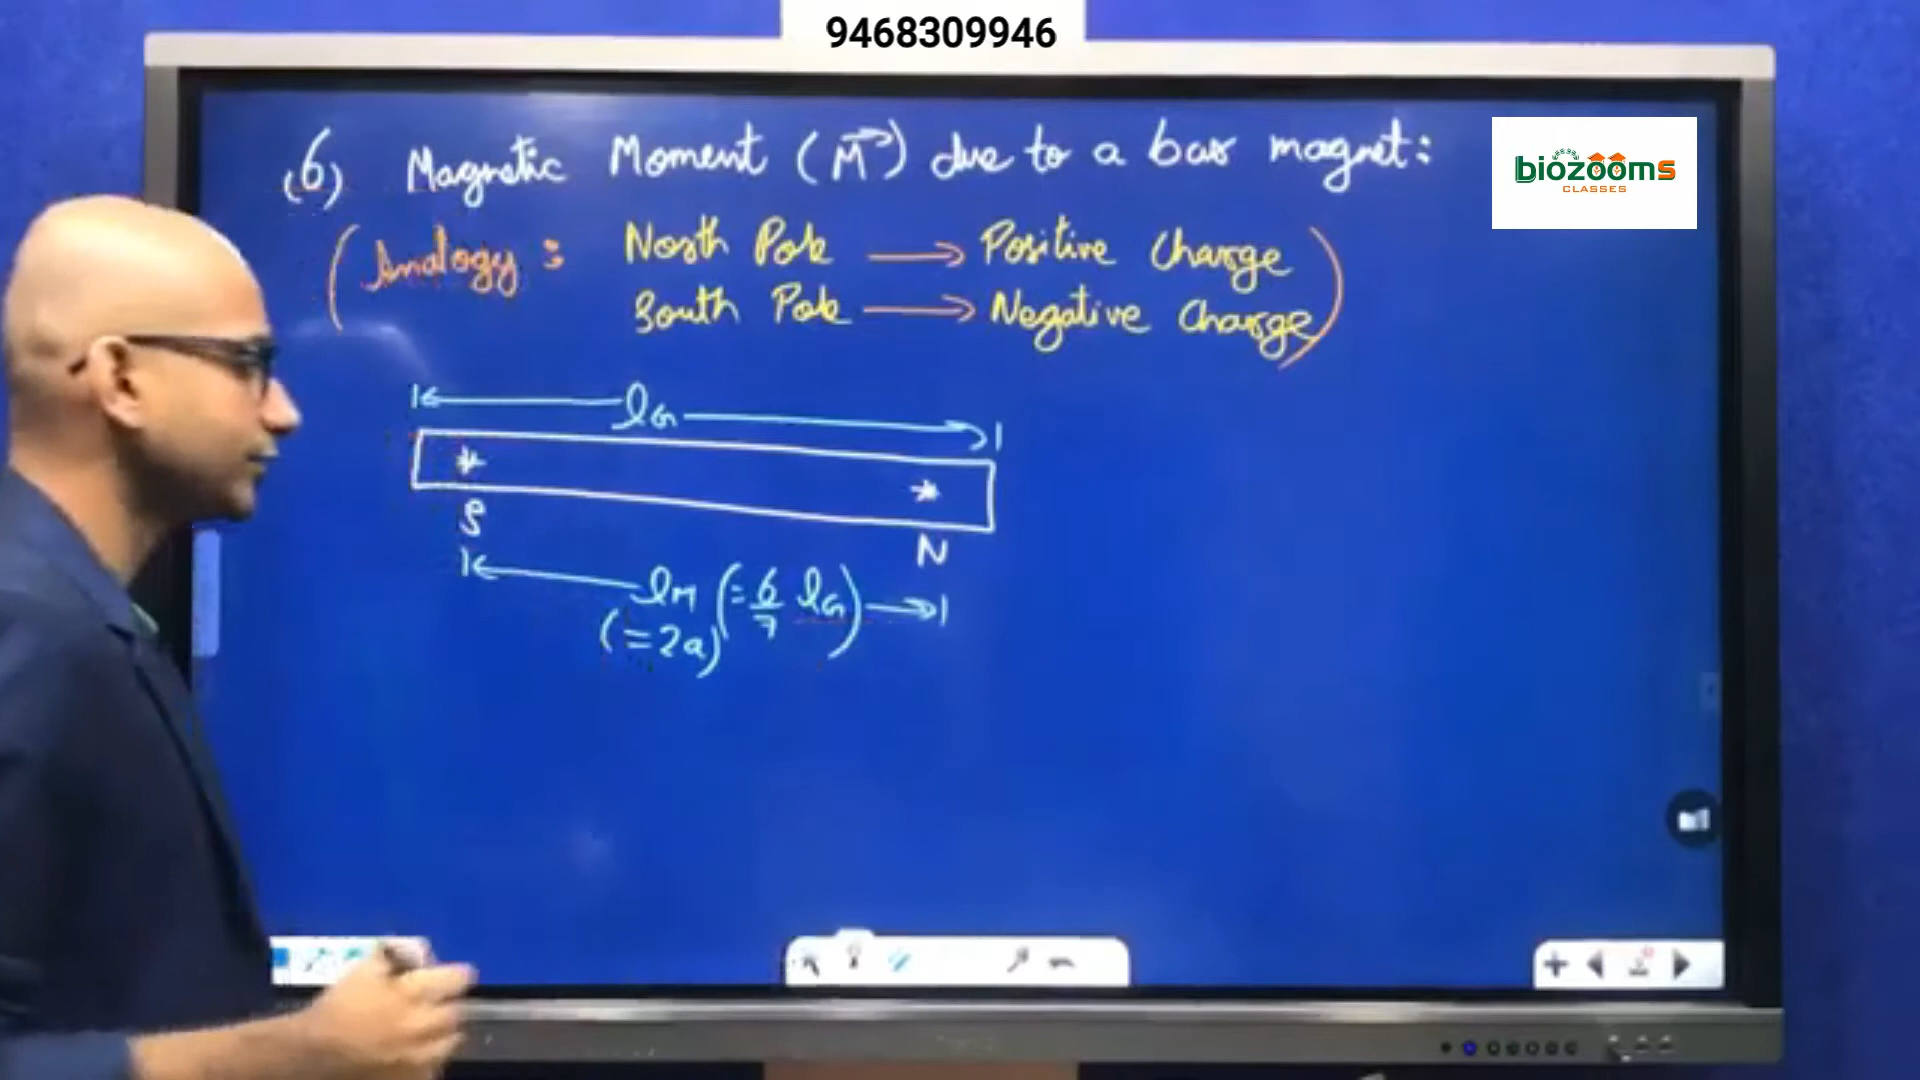 9468309946
(6) Magnetic Moment (M⃗) due to a bar magnet:
biozooms
CLASSES
(Analogy : North Pole → Positive Charge
South Pole → Negative Charge)
lG
S
N
lM (= 6/7 lG)
(=2a)